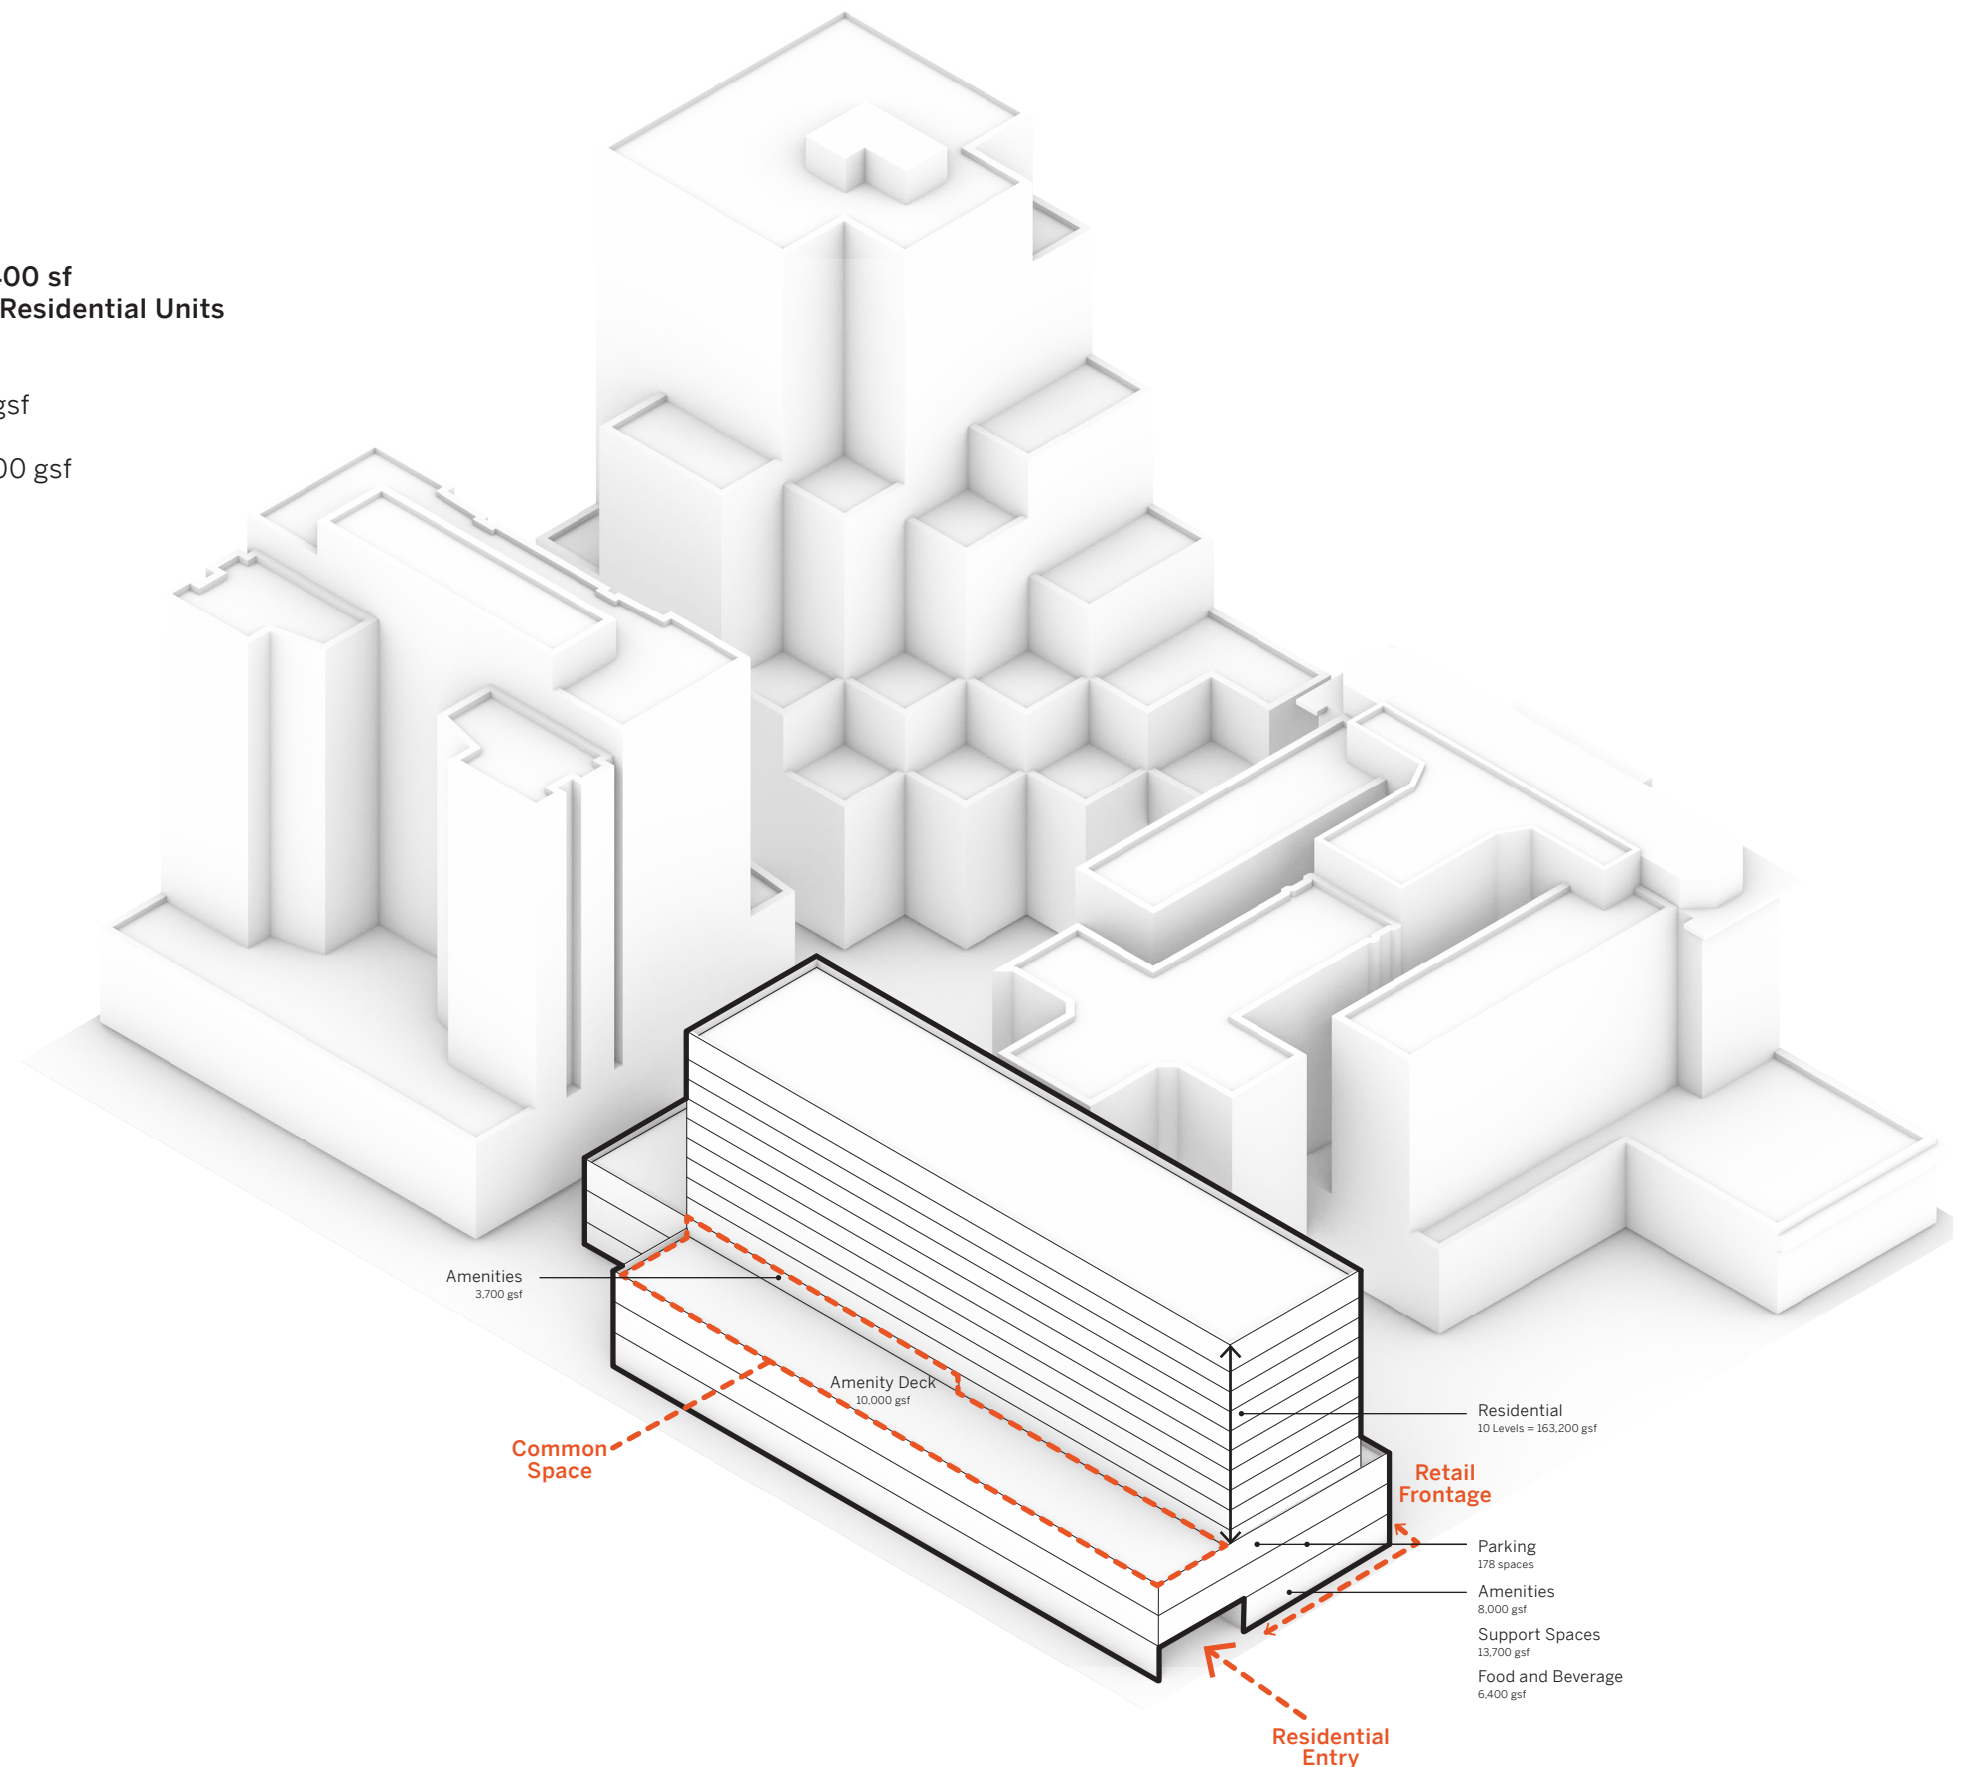 00 sf
Residential Units
gsf
00 gsf
Amenities
3,700 gsf
Amenity Deck
10,000 gsf
Common
Space
Residential
10 Levels = 163,200 gsf
Retail
Frontage
Parking
178 spaces
Amenities
8,000 gsf
Support Spaces
13,700 gsf
Food and Beverage
6,400 gsf
Residential
Entry